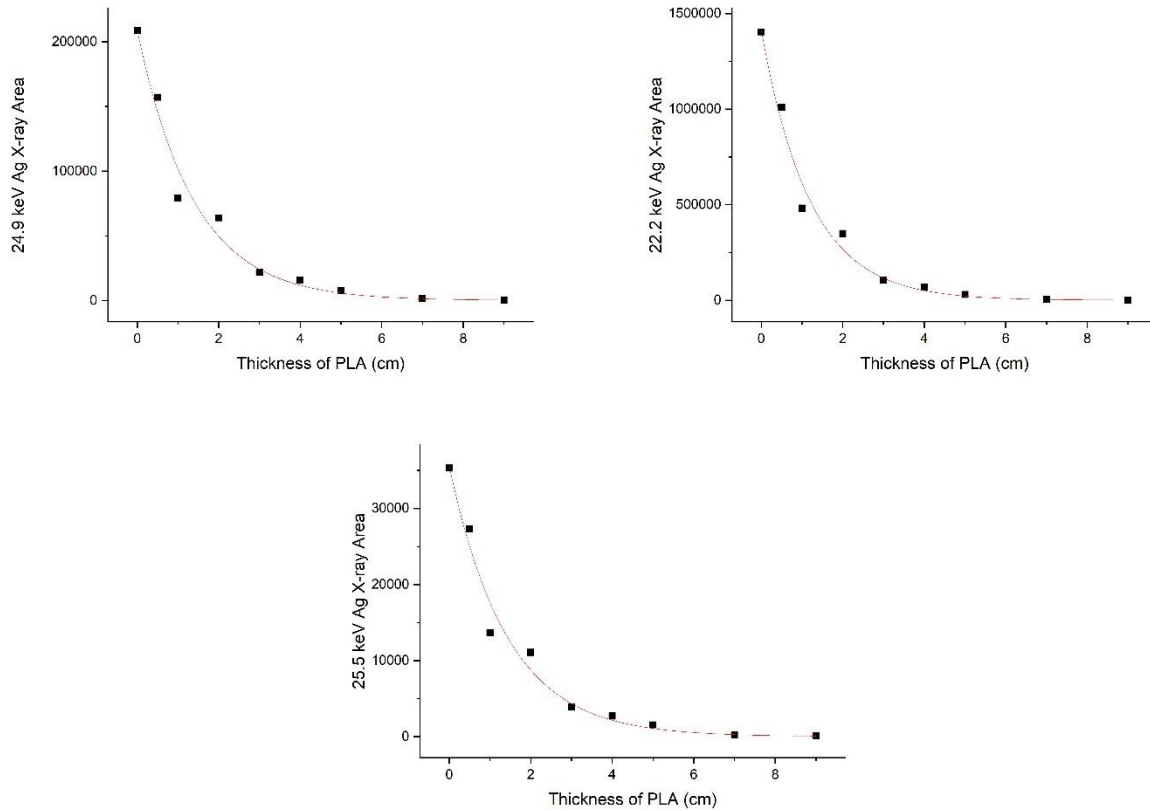 24.9 keV Ag X-ray Area
200000
100000
0
0 2 4 6 8
Thickness of PLA (cm)
22.2 keV Ag X-ray Area
1500000
1000000
500000
0
0 2 4 6 8
Thickness of PLA (cm)
25.5 keV Ag X-ray Area
30000
20000
10000
0
0 2 4 6 8
Thickness of PLA (cm)